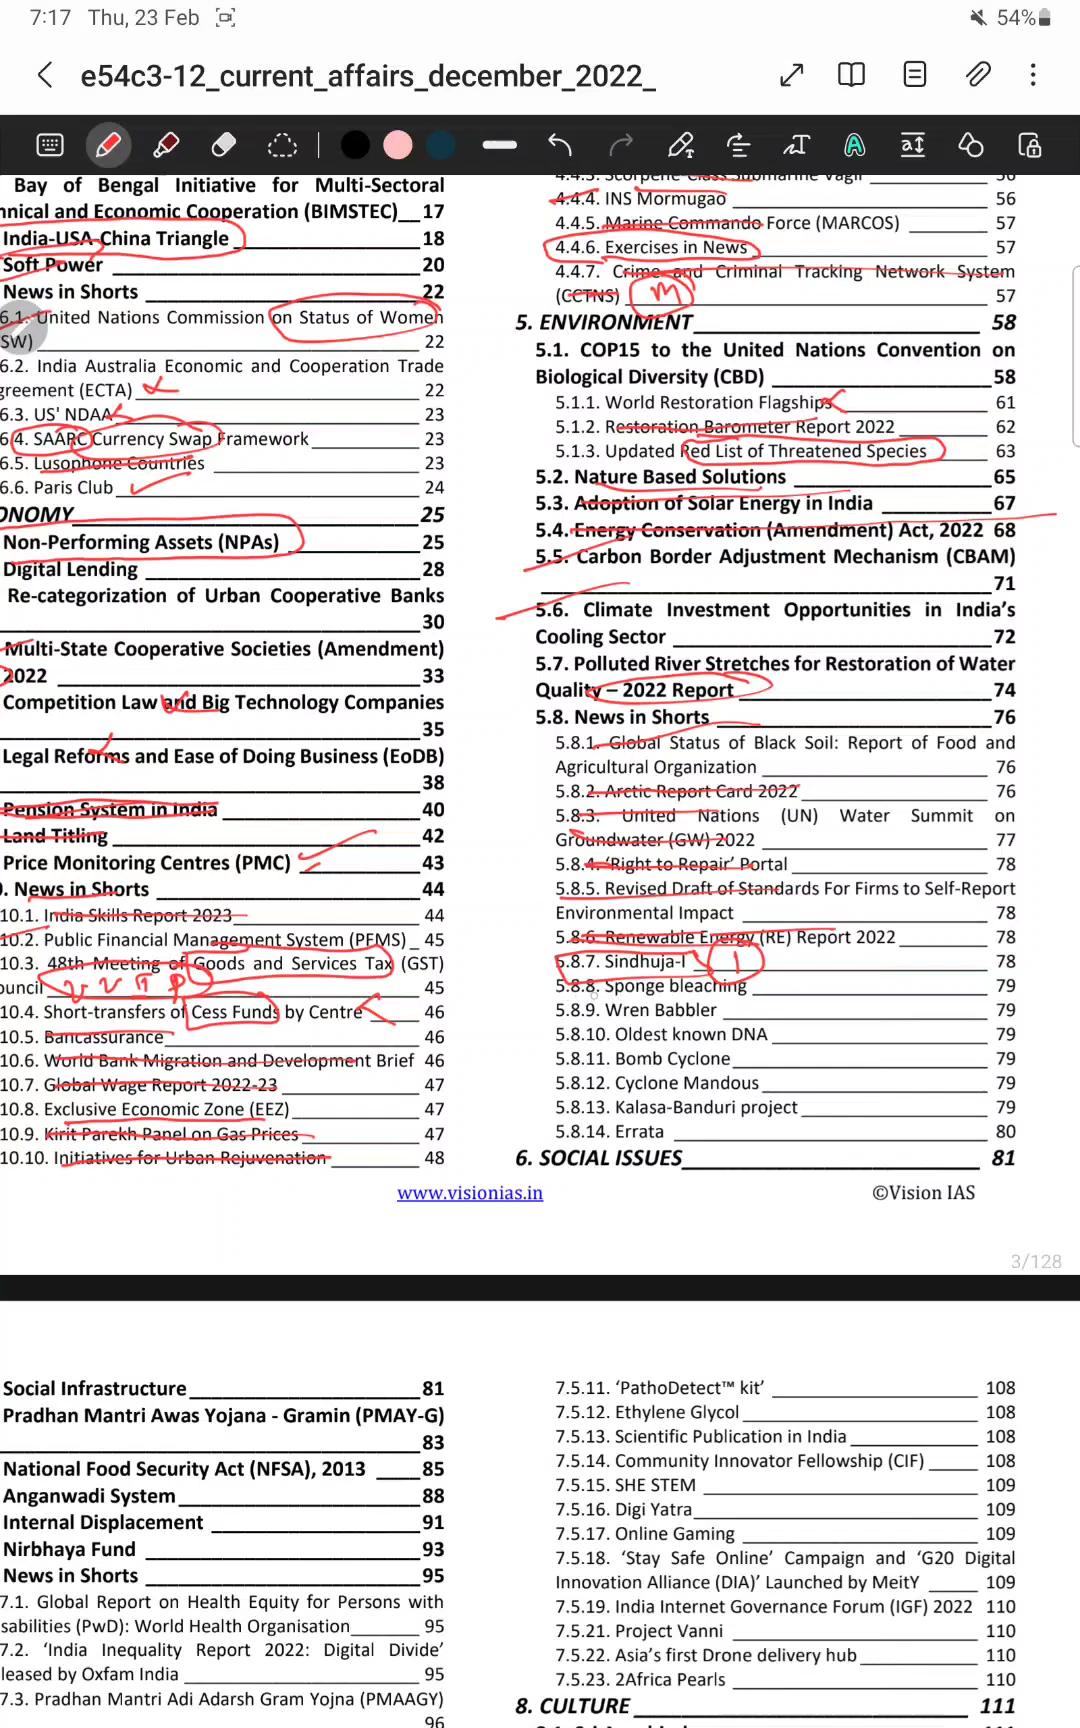 7:17 Thu, 23 Feb
54%
e54c3-12_current_affairs_december_2022_
Bay of Bengal Initiative for Multi-Sectoral
hnical and Economic Cooperation (BIMSTEC)__ 17
India-USA-China Triangle 18
Soft Power 20
News in Shorts 22
6.1. United Nations Commission on Status of Women
SW) 22
6.2. India Australia Economic and Cooperation Trade
greement (ECTA) 22
6.3. US' NDAA 23
6.4. SAARC Currency Swap Framework 23
6.5. Lusophone Countries 23
6.6. Paris Club 24
ONOMY 25
Non-Performing Assets (NPAs) 25
Digital Lending 28
Re-categorization of Urban Cooperative Banks
30
Multi-State Cooperative Societies (Amendment)
2022 33
Competition Law and Big Technology Companies
35
Legal Reforms and Ease of Doing Business (EoDB)
38
Pension System in India 40
Land Titling 42
Price Monitoring Centres (PMC) 43
. News in Shorts 44
10.1. India Skills Report 2023 44
10.2. Public Financial Management System (PFMS) _ 45
10.3. 48th Meeting of Goods and Services Tax (GST)
ouncil 45
10.4. Short-transfers of Cess Funds by Centre 46
10.5. Bancassurance 46
10.6. World Bank Migration and Development Brief 46
10.7. Global Wage Report 2022-23 47
10.8. Exclusive Economic Zone (EEZ) 47
10.9. Kirit Parekh Panel on Gas Prices 47
10.10. Initiatives for Urban Rejuvenation 48
4.4.3. Scorpene-Class Submarine Vagir 56
4.4.4. INS Mormugao 56
4.4.5. Marine Commando Force (MARCOS) 57
4.4.6. Exercises in News 57
4.4.7. Crime and Criminal Tracking Network System
(CCTNS) m 57
5. ENVIRONMENT 58
5.1. COP15 to the United Nations Convention on
Biological Diversity (CBD) 58
5.1.1. World Restoration Flagships 61
5.1.2. Restoration Barometer Report 2022 62
5.1.3. Updated Red List of Threatened Species 63
5.2. Nature Based Solutions 65
5.3. Adoption of Solar Energy in India 67
5.4. Energy Conservation (Amendment) Act, 2022 68
5.5. Carbon Border Adjustment Mechanism (CBAM)
71
5.6. Climate Investment Opportunities in India's
Cooling Sector 72
5.7. Polluted River Stretches for Restoration of Water
Quality – 2022 Report 74
5.8. News in Shorts 76
5.8.1. Global Status of Black Soil: Report of Food and
Agricultural Organization 76
5.8.2. Arctic Report Card 2022 76
5.8.3. United Nations (UN) Water Summit on
Groundwater (GW) 2022 77
5.8.4. 'Right to Repair' Portal 78
5.8.5. Revised Draft of Standards For Firms to Self-Report
Environmental Impact 78
5.8.6. Renewable Energy (RE) Report 2022 78
5.8.7. Sindhuja-I 78
5.8.8. Sponge bleaching 79
5.8.9. Wren Babbler 79
5.8.10. Oldest known DNA 79
5.8.11. Bomb Cyclone 79
5.8.12. Cyclone Mandous 79
5.8.13. Kalasa-Banduri project 79
5.8.14. Errata 80
6. SOCIAL ISSUES 81
www.visionias.in ©Vision IAS
3/128
Social Infrastructure 81
Pradhan Mantri Awas Yojana - Gramin (PMAY-G)
83
National Food Security Act (NFSA), 2013 85
Anganwadi System 88
Internal Displacement 91
Nirbhaya Fund 93
News in Shorts 95
7.1. Global Report on Health Equity for Persons with
sabilities (PwD): World Health Organisation 95
7.2. 'India Inequality Report 2022: Digital Divide'
leased by Oxfam India 95
7.3. Pradhan Mantri Adi Adarsh Gram Yojna (PMAAGY)
96
7.5.11. 'PathoDetect™ kit' 108
7.5.12. Ethylene Glycol 108
7.5.13. Scientific Publication in India 108
7.5.14. Community Innovator Fellowship (CIF) 108
7.5.15. SHE STEM 109
7.5.16. Digi Yatra 109
7.5.17. Online Gaming 109
7.5.18. 'Stay Safe Online' Campaign and 'G20 Digital
Innovation Alliance (DIA)' Launched by MeitY 109
7.5.19. India Internet Governance Forum (IGF) 2022 110
7.5.21. Project Vanni 110
7.5.22. Asia's first Drone delivery hub 110
7.5.23. 2Africa Pearls 110
8. CULTURE 111